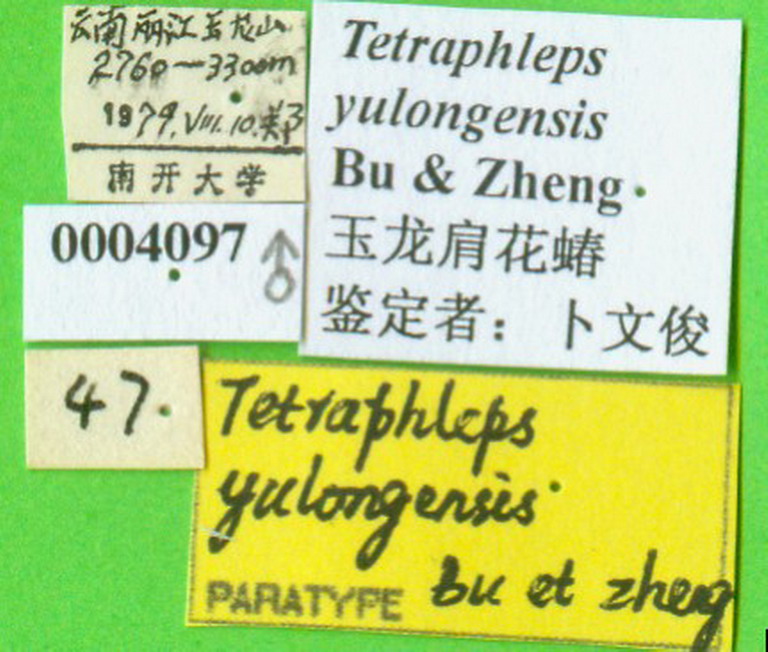 云南丽江玉龙山
2760—3300m
1979.VIII.10.郑
南开大学
Tetraphleps
yulongensis
Bu & Zheng
玉龙肩花蝽
鉴定者： 卜文俊
0004097 ♂
47.
Tetraphleps
yulongensis
Bu et zheng
PARATYPE